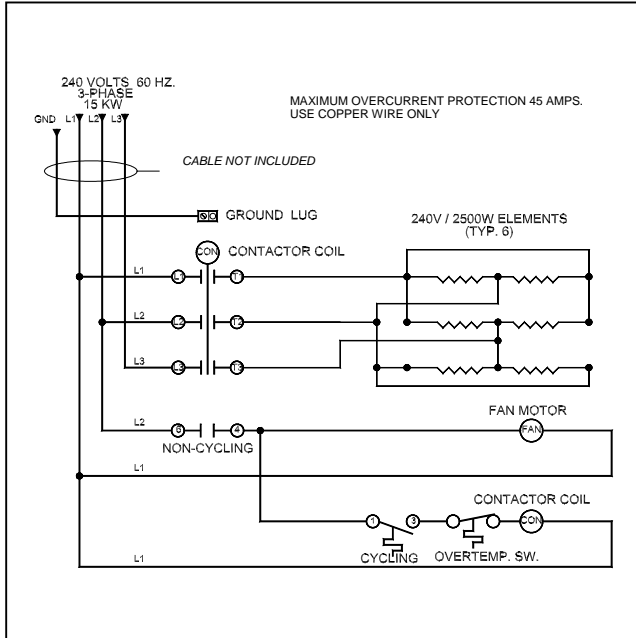 240 VOLTS 60 HZ.
3-PHASE
15 KW
GND L1 L2 L3
MAXIMUM OVERCURRENT PROTECTION 45 AMPS.
USE COPPER WIRE ONLY
CABLE NOT INCLUDED
GROUND LUG
240V / 2500W ELEMENTS
(TYP. 6)
CON CONTACTOR COIL
L1 L1 T1
L2 L2 T2
L3 L3 T3
FAN MOTOR
L2 6 4 FAN
NON-CYCLING
L1
CONTACTOR COIL
1 3 CON
CYCLING OVERTEMP. SW.
L1